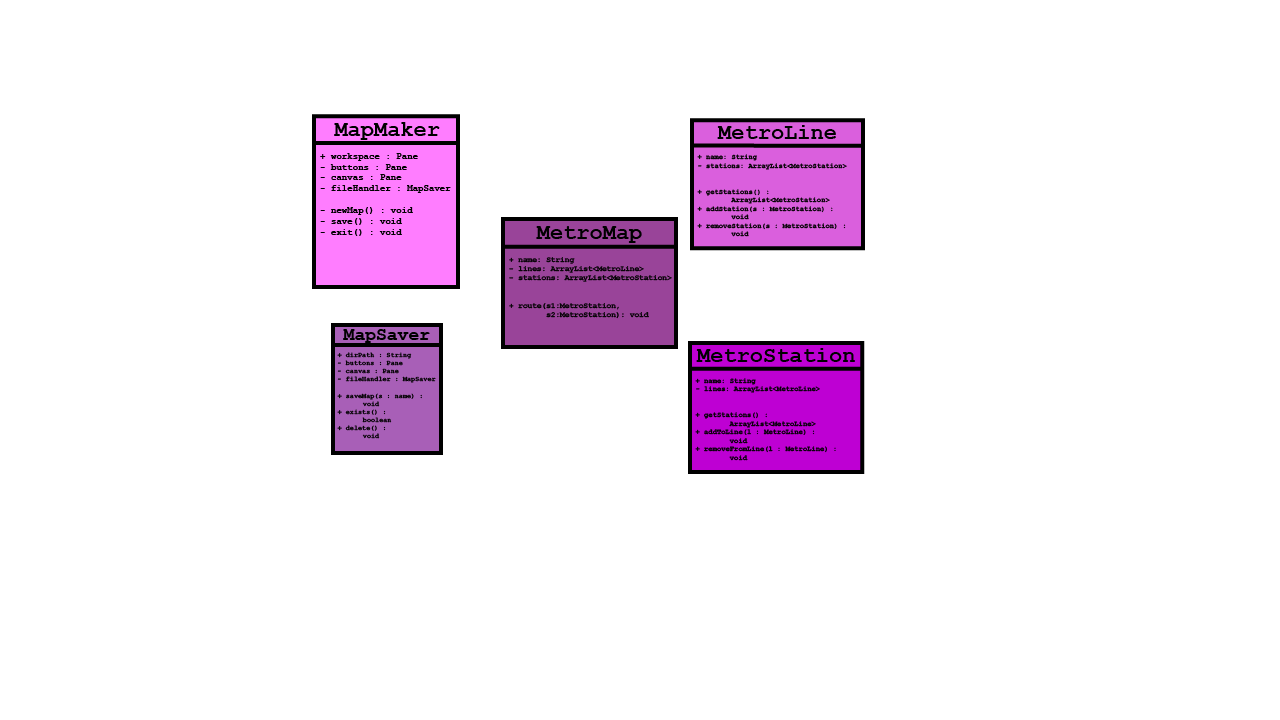 MapMaker
+ workspace : Pane
- buttons : Pane
- canvas : Pane
- fileHandler : MapSaver
- newMap() : void
- save() : void
- exit() : void
MapSaver
+ dirPath : String
- buttons : Pane
- canvas : Pane
- fileHandler : MapSaver
+ saveMap(s : name) :
void
+ exists() :
boolean
+ delete() :
void
MetroMap
+ name: String
- lines: ArrayList<MetroLine>
- stations: ArrayList<MetroStation>
+ route(s1:MetroStation,
s2:MetroStation): void
MetroLine
+ name: String
- stations: ArrayList<MetroStation>
+ getStations() :
ArrayList<MetroStation>
+ addStation(s : MetroStation) :
void
+ removeStation(s : MetroStation) :
void
MetroStation
+ name: String
- lines: ArrayList<MetroLine>
+ getStations() :
ArrayList<MetroLine>
+ addToLine(l : MetroLine) :
void
+ removeFromLine(l : MetroLine) :
void